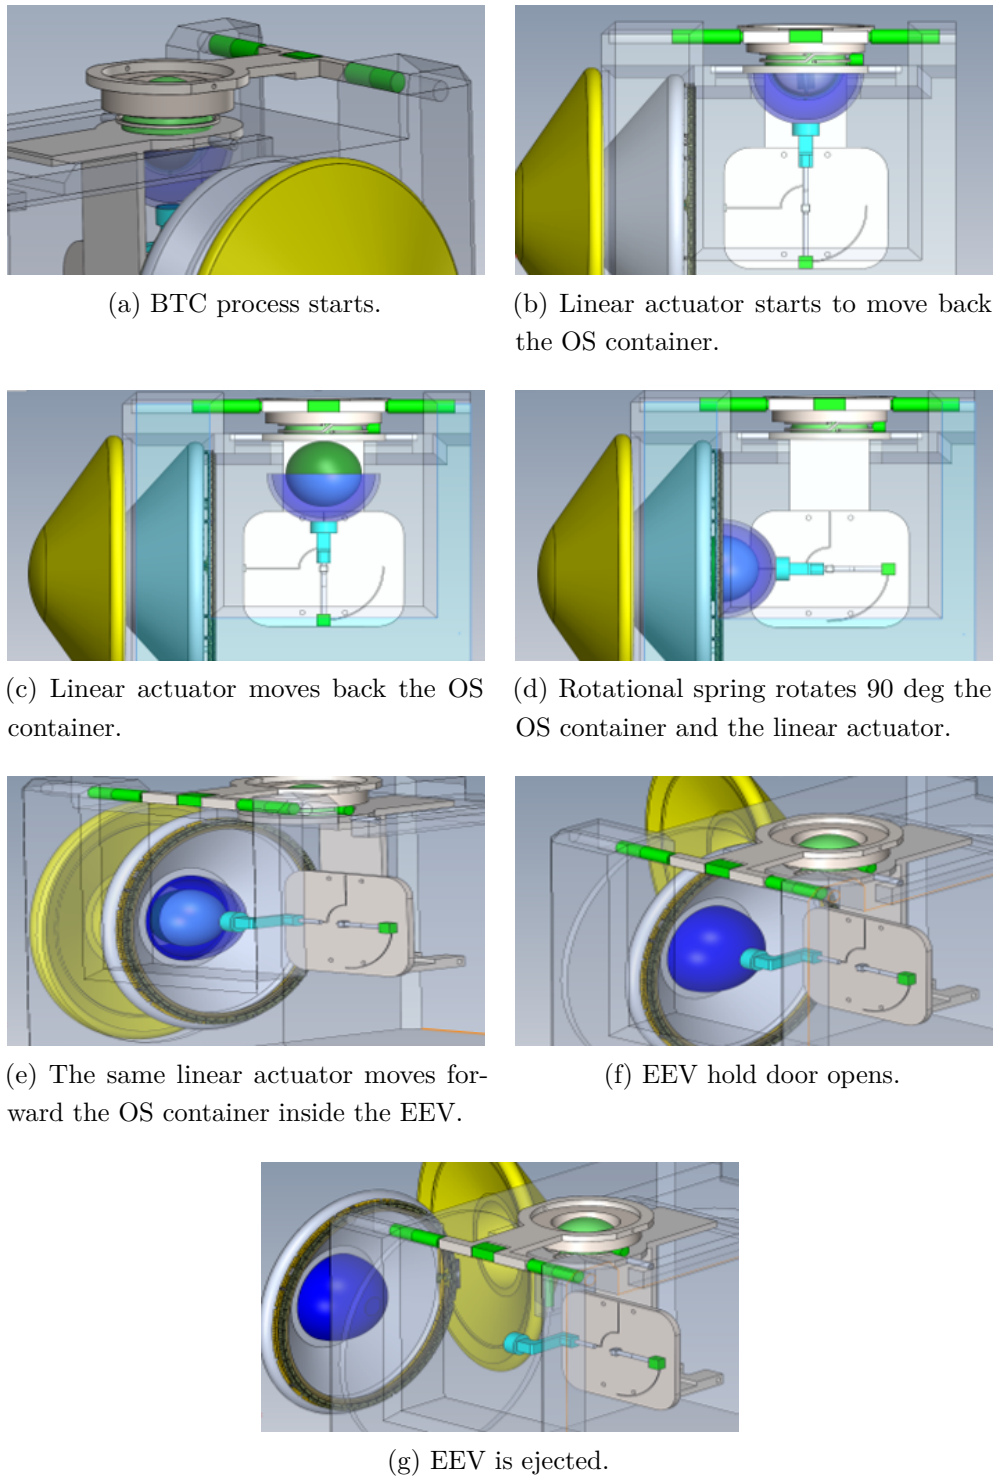 (a) BTC process starts.
(b) Linear actuator starts to move back
the OS container.
(c) Linear actuator moves back the OS
container.
(d) Rotational spring rotates 90 deg the
OS container and the linear actuator.
(e) The same linear actuator moves for-
ward the OS container inside the EEV.
(f) EEV hold door opens.
(g) EEV is ejected.